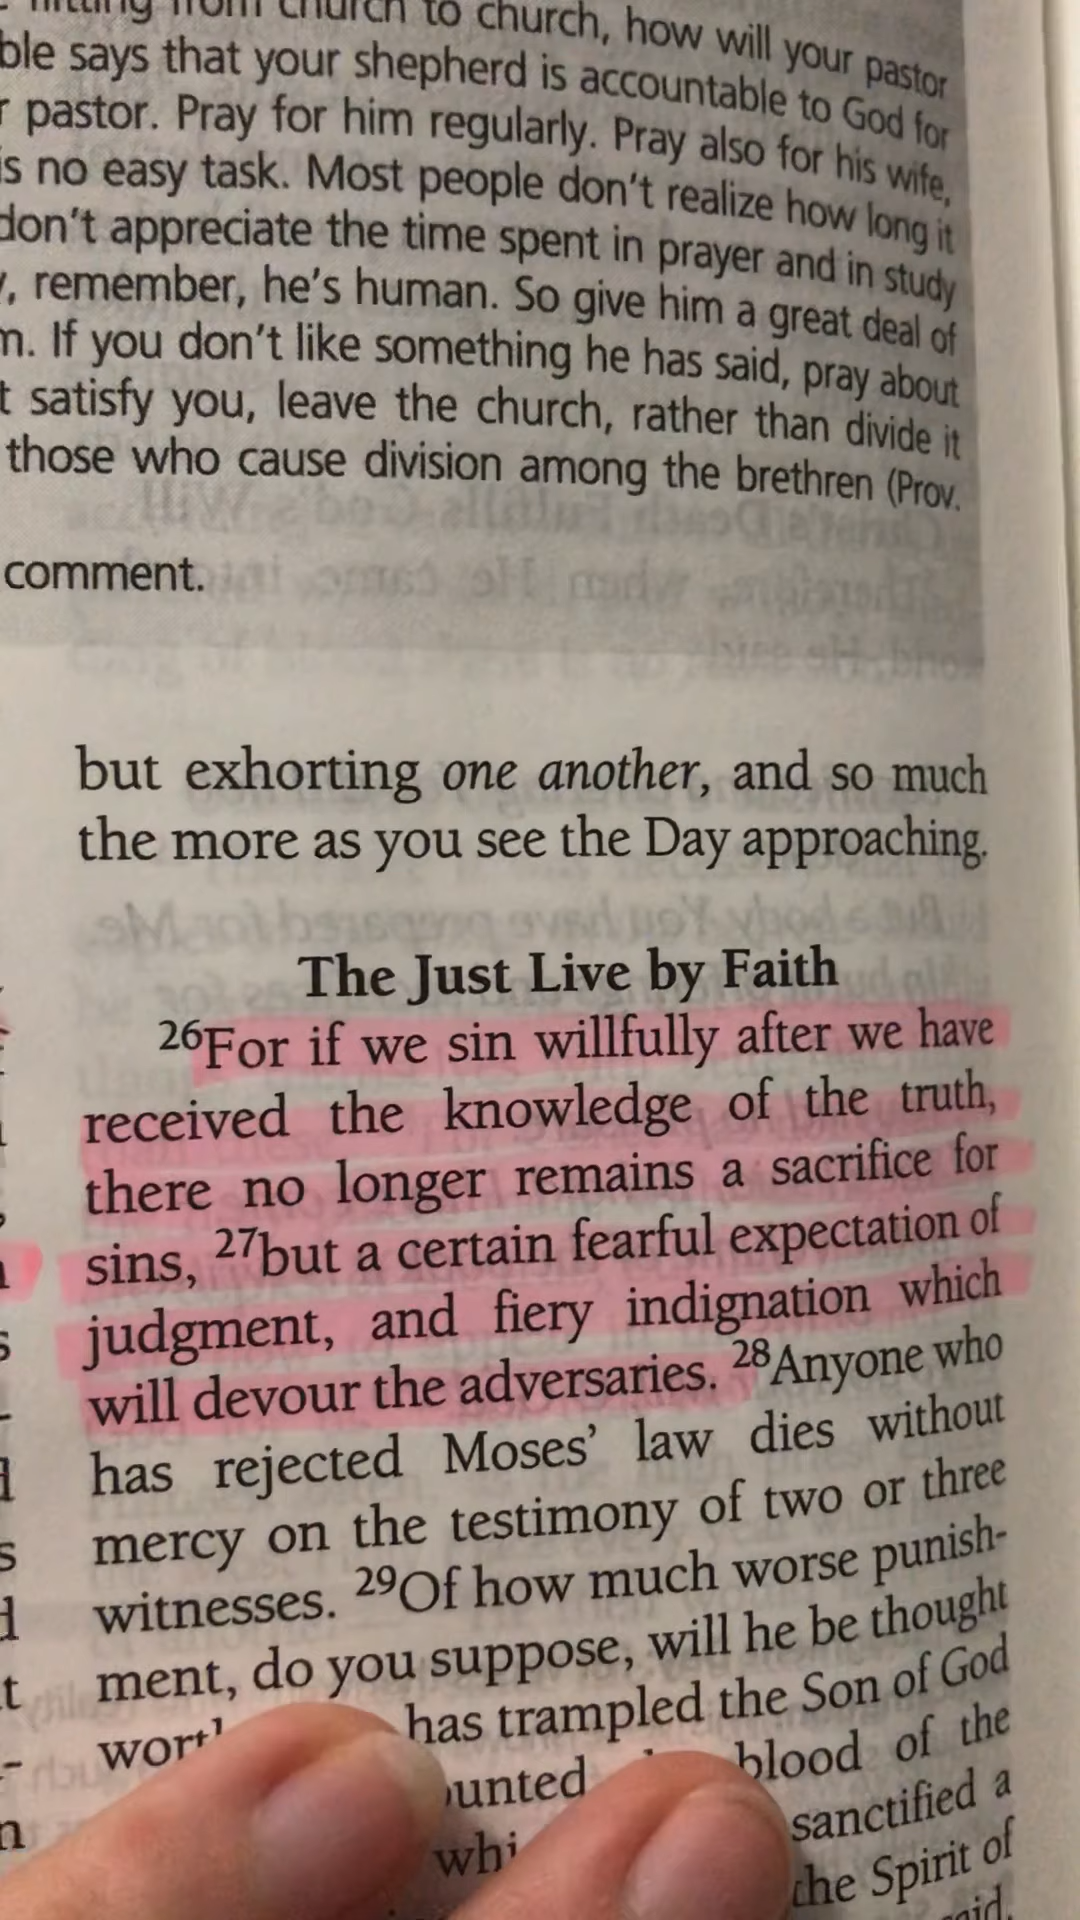 from church to church, how will your pastor
ble says that your shepherd is accountable to God for
r pastor. Pray for him regularly. Pray also for his wife,
is no easy task. Most people don't realize how long it
don't appreciate the time spent in prayer and in study
, remember, he's human. So give him a great deal of
m. If you don't like something he has said, pray about
t satisfy you, leave the church, rather than divide it
those who cause division among the brethren (Prov.
comment.
but exhorting one another, and so much
the more as you see the Day approaching.
The Just Live by Faith
26For if we sin willfully after we have
received the knowledge of the truth,
there no longer remains a sacrifice for
sins, 27but a certain fearful expectation of
judgment, and fiery indignation which
will devour the adversaries. 28Anyone who
has rejected Moses' law dies without
mercy on the testimony of two or three
witnesses. 29Of how much worse punish-
ment, do you suppose, will he be thought
has trampled the Son of God
ounted blood of the
sanctified a
the Spirit of